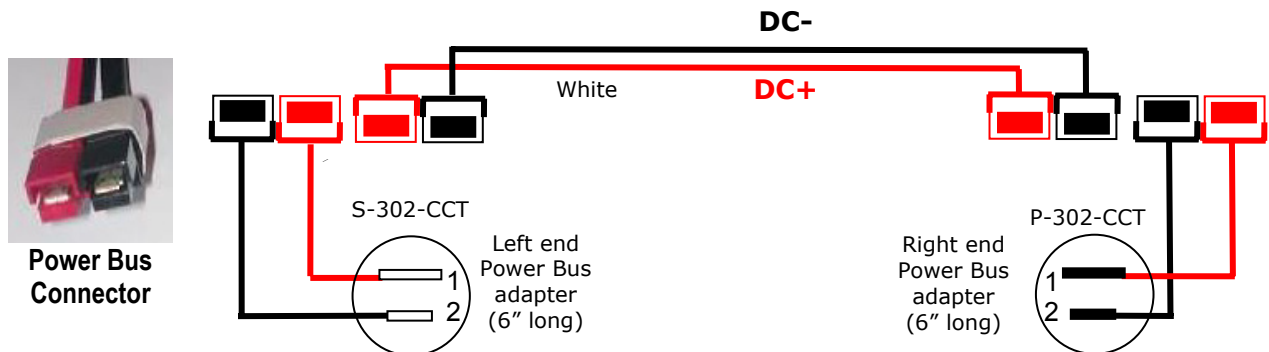 DC-
White
DC+
Power Bus
Connector
S-302-CCT
1
2
Left end
Power Bus
adapter
(6” long)
Right end
Power Bus
adapter
(6” long)
P-302-CCT
1
2